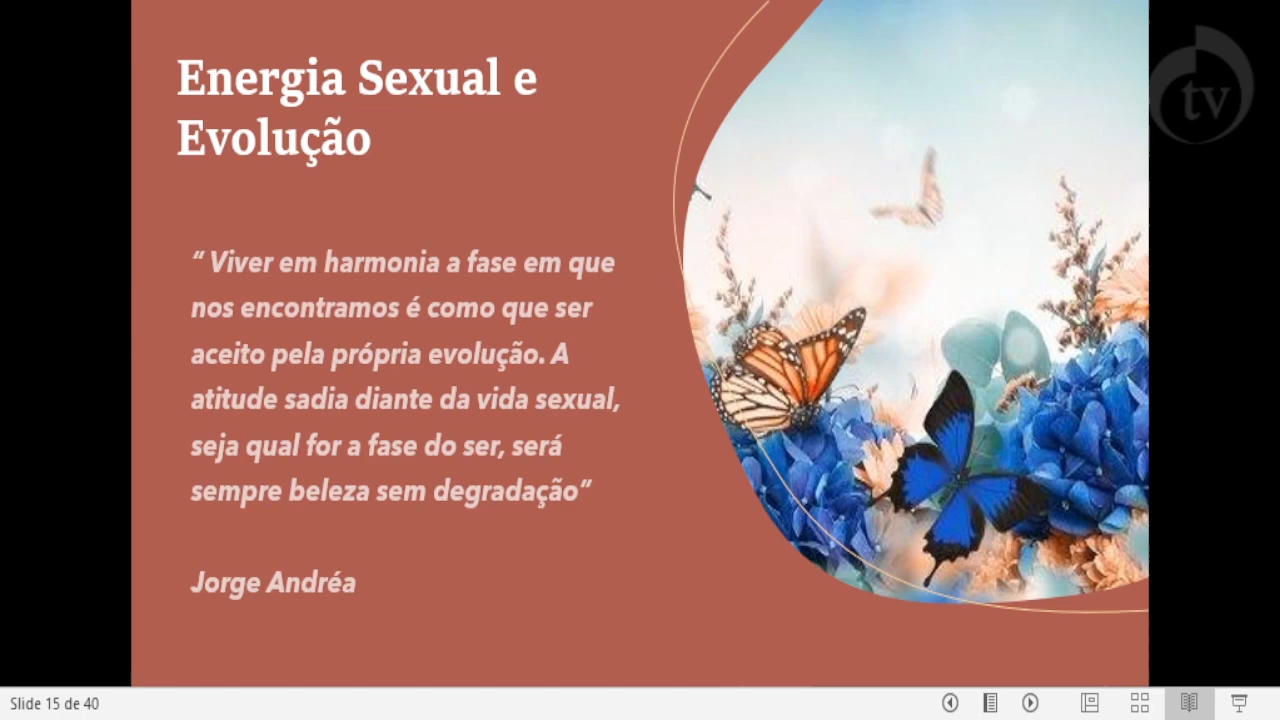 tv
Energia Sexual e
Evolução
“ Viver em harmonia a fase em que
nos encontramos é como que ser
aceito pela própria evolução. A
atitude sadia diante da vida sexual,
seja qual for a fase do ser, será
sempre beleza sem degradação”
Jorge Andréa
Slide 15 de 40